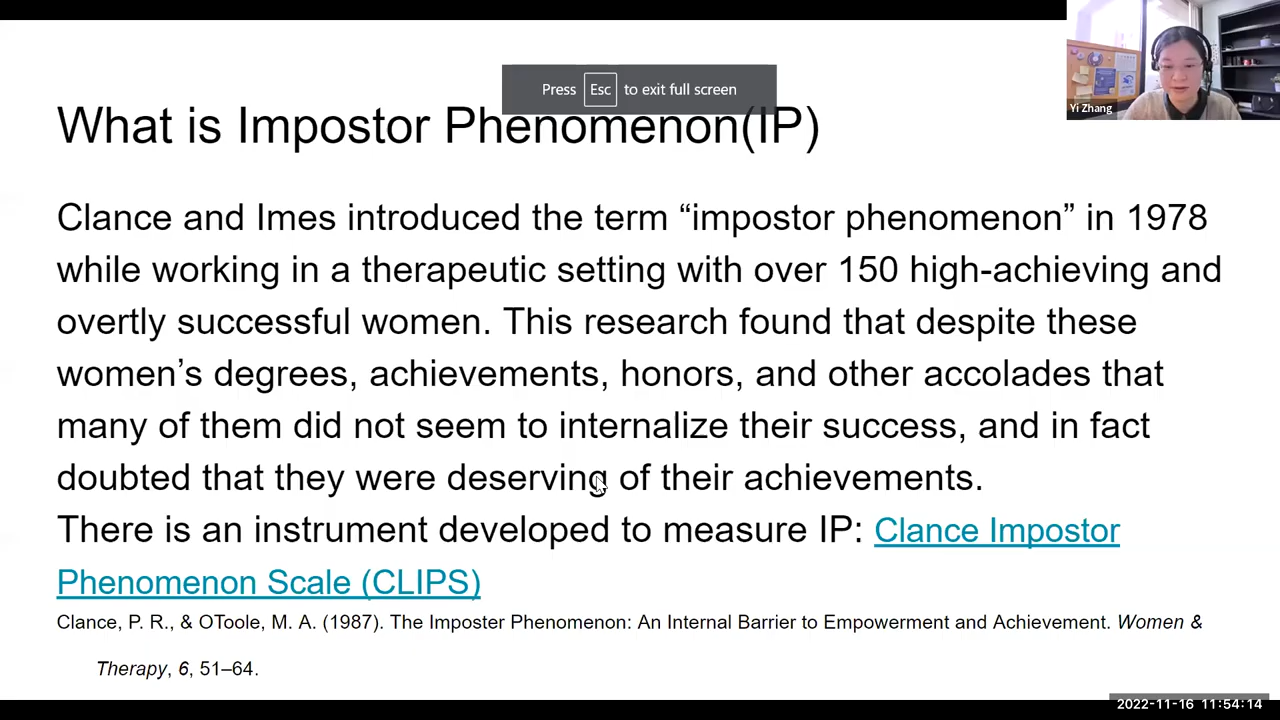 Press Esc to exit full screen
What is Impostor Phenomenon(IP)
Yi Zhang
Clance and Imes introduced the term “impostor phenomenon” in 1978
while working in a therapeutic setting with over 150 high-achieving and
overtly successful women. This research found that despite these
women’s degrees, achievements, honors, and other accolades that
many of them did not seem to internalize their success, and in fact
doubted that they were deserving of their achievements.
There is an instrument developed to measure IP: Clance Impostor
Phenomenon Scale (CLIPS)
Clance, P. R., & OToole, M. A. (1987). The Imposter Phenomenon: An Internal Barrier to Empowerment and Achievement. Women &
Therapy, 6, 51–64.
2022-11-16 11:54:14